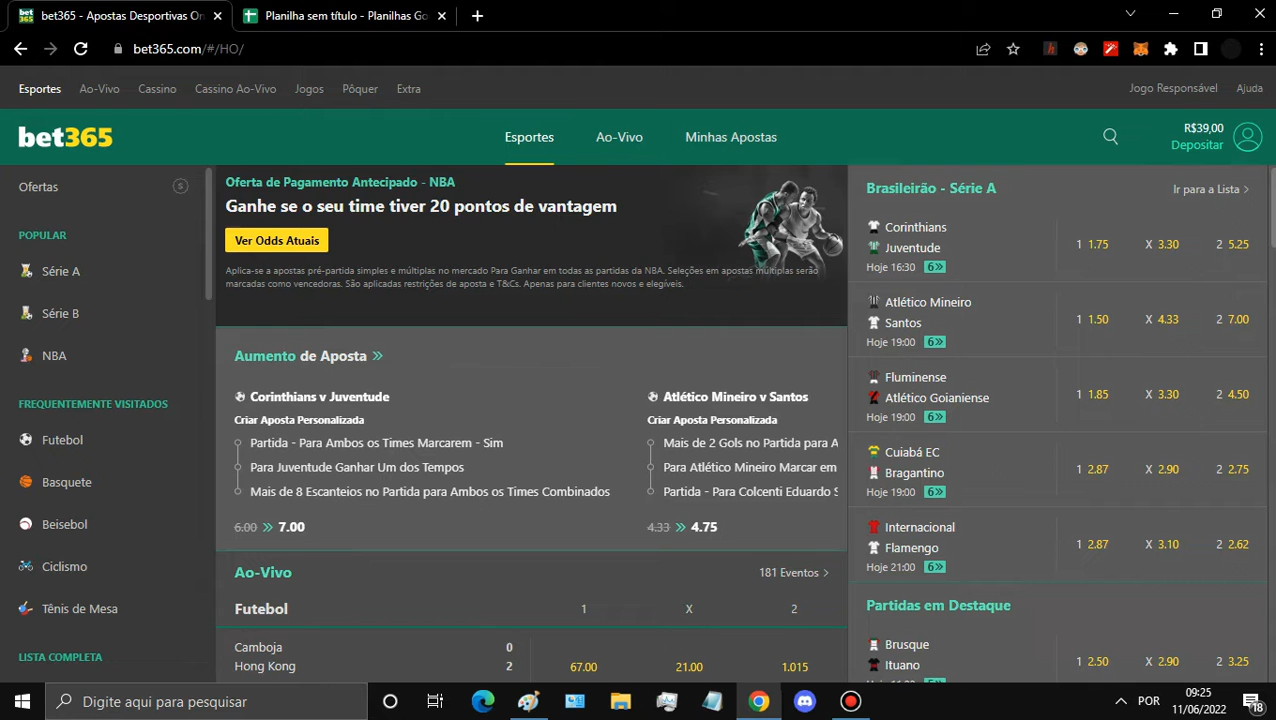 bet365 - Apostas Desportivas On
Planilha sem título - Planilhas Go
bet365.com/#/HO/
Esportes Ao-Vivo Cassino Cassino Ao-Vivo Jogos Pôquer Extra Jogo Responsável Ajuda
bet365
Esportes Ao-Vivo Minhas Apostas
R$39,00
Depositar
Ofertas
POPULAR
Série A
Série B
NBA
FREQUENTEMENTE VISITADOS
Futebol
Basquete
Beisebol
Ciclismo
Tênis de Mesa
LISTA COMPLETA
Oferta de Pagamento Antecipado - NBA
Ganhe se o seu time tiver 20 pontos de vantagem
Ver Odds Atuais
Aplica-se a apostas pré-partida simples e múltiplas no mercado Para Ganhar em todas as partidas da NBA. Seleções em apostas múltiplas serão
marcadas como vencedoras. São aplicadas restrições de aposta e T&Cs. Apenas para clientes novos e elegíveis.
Aumento de Aposta
Corinthians v Juventude
Criar Aposta Personalizada
Partida - Para Ambos os Times Marcarem - Sim
Para Juventude Ganhar Um dos Tempos
Mais de 8 Escanteios no Partida para Ambos os Times Combinados
6.00 » 7.00
Atlético Mineiro v Santos
Criar Aposta Personalizada
Mais de 2 Gols no Partida para A
Para Atlético Mineiro Marcar em
Partida - Para Colcenti Eduardo S
4.33 » 4.75
Ao-Vivo 181 Eventos >
Futebol 1 X 2
Camboja 0
Hong Kong 2
67.00 21.00 1.015
Brasileirão - Série A Ir para a Lista >
Corinthians
Juventude
Hoje 16:30 6»
1 1.75 X 3.30 2 5.25
Atlético Mineiro
Santos
Hoje 19:00 6»
1 1.50 X 4.33 2 7.00
Fluminense
Atlético Goianiense
Hoje 19:00 6»
1 1.85 X 3.30 2 4.50
Cuiabá EC
Bragantino
Hoje 19:00 6»
1 2.87 X 2.90 2 2.75
Internacional
Flamengo
Hoje 21:00 6»
1 2.87 X 3.10 2 2.62
Partidas em Destaque
Brusque
Ituano
1 2.50 X 2.90 2 3.25
Digite aqui para pesquisar
POR
09:25
11/06/2022
18